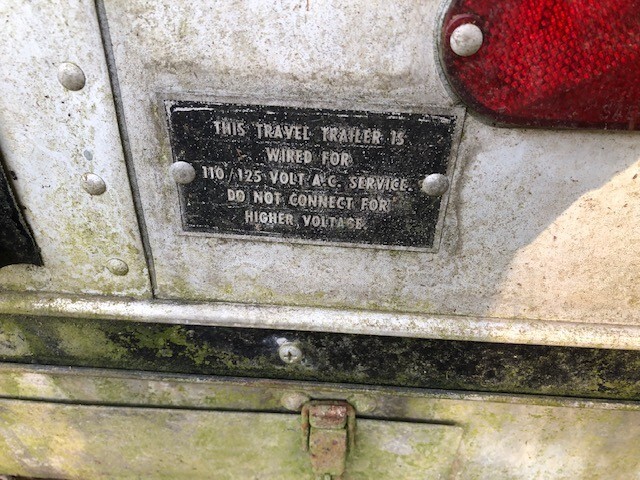 THIS TRAVEL TRAILER IS
WIRED FOR
110/125 VOLT A-C. SERVICE.
DO NOT CONNECT FOR
HIGHER VOLTAGE